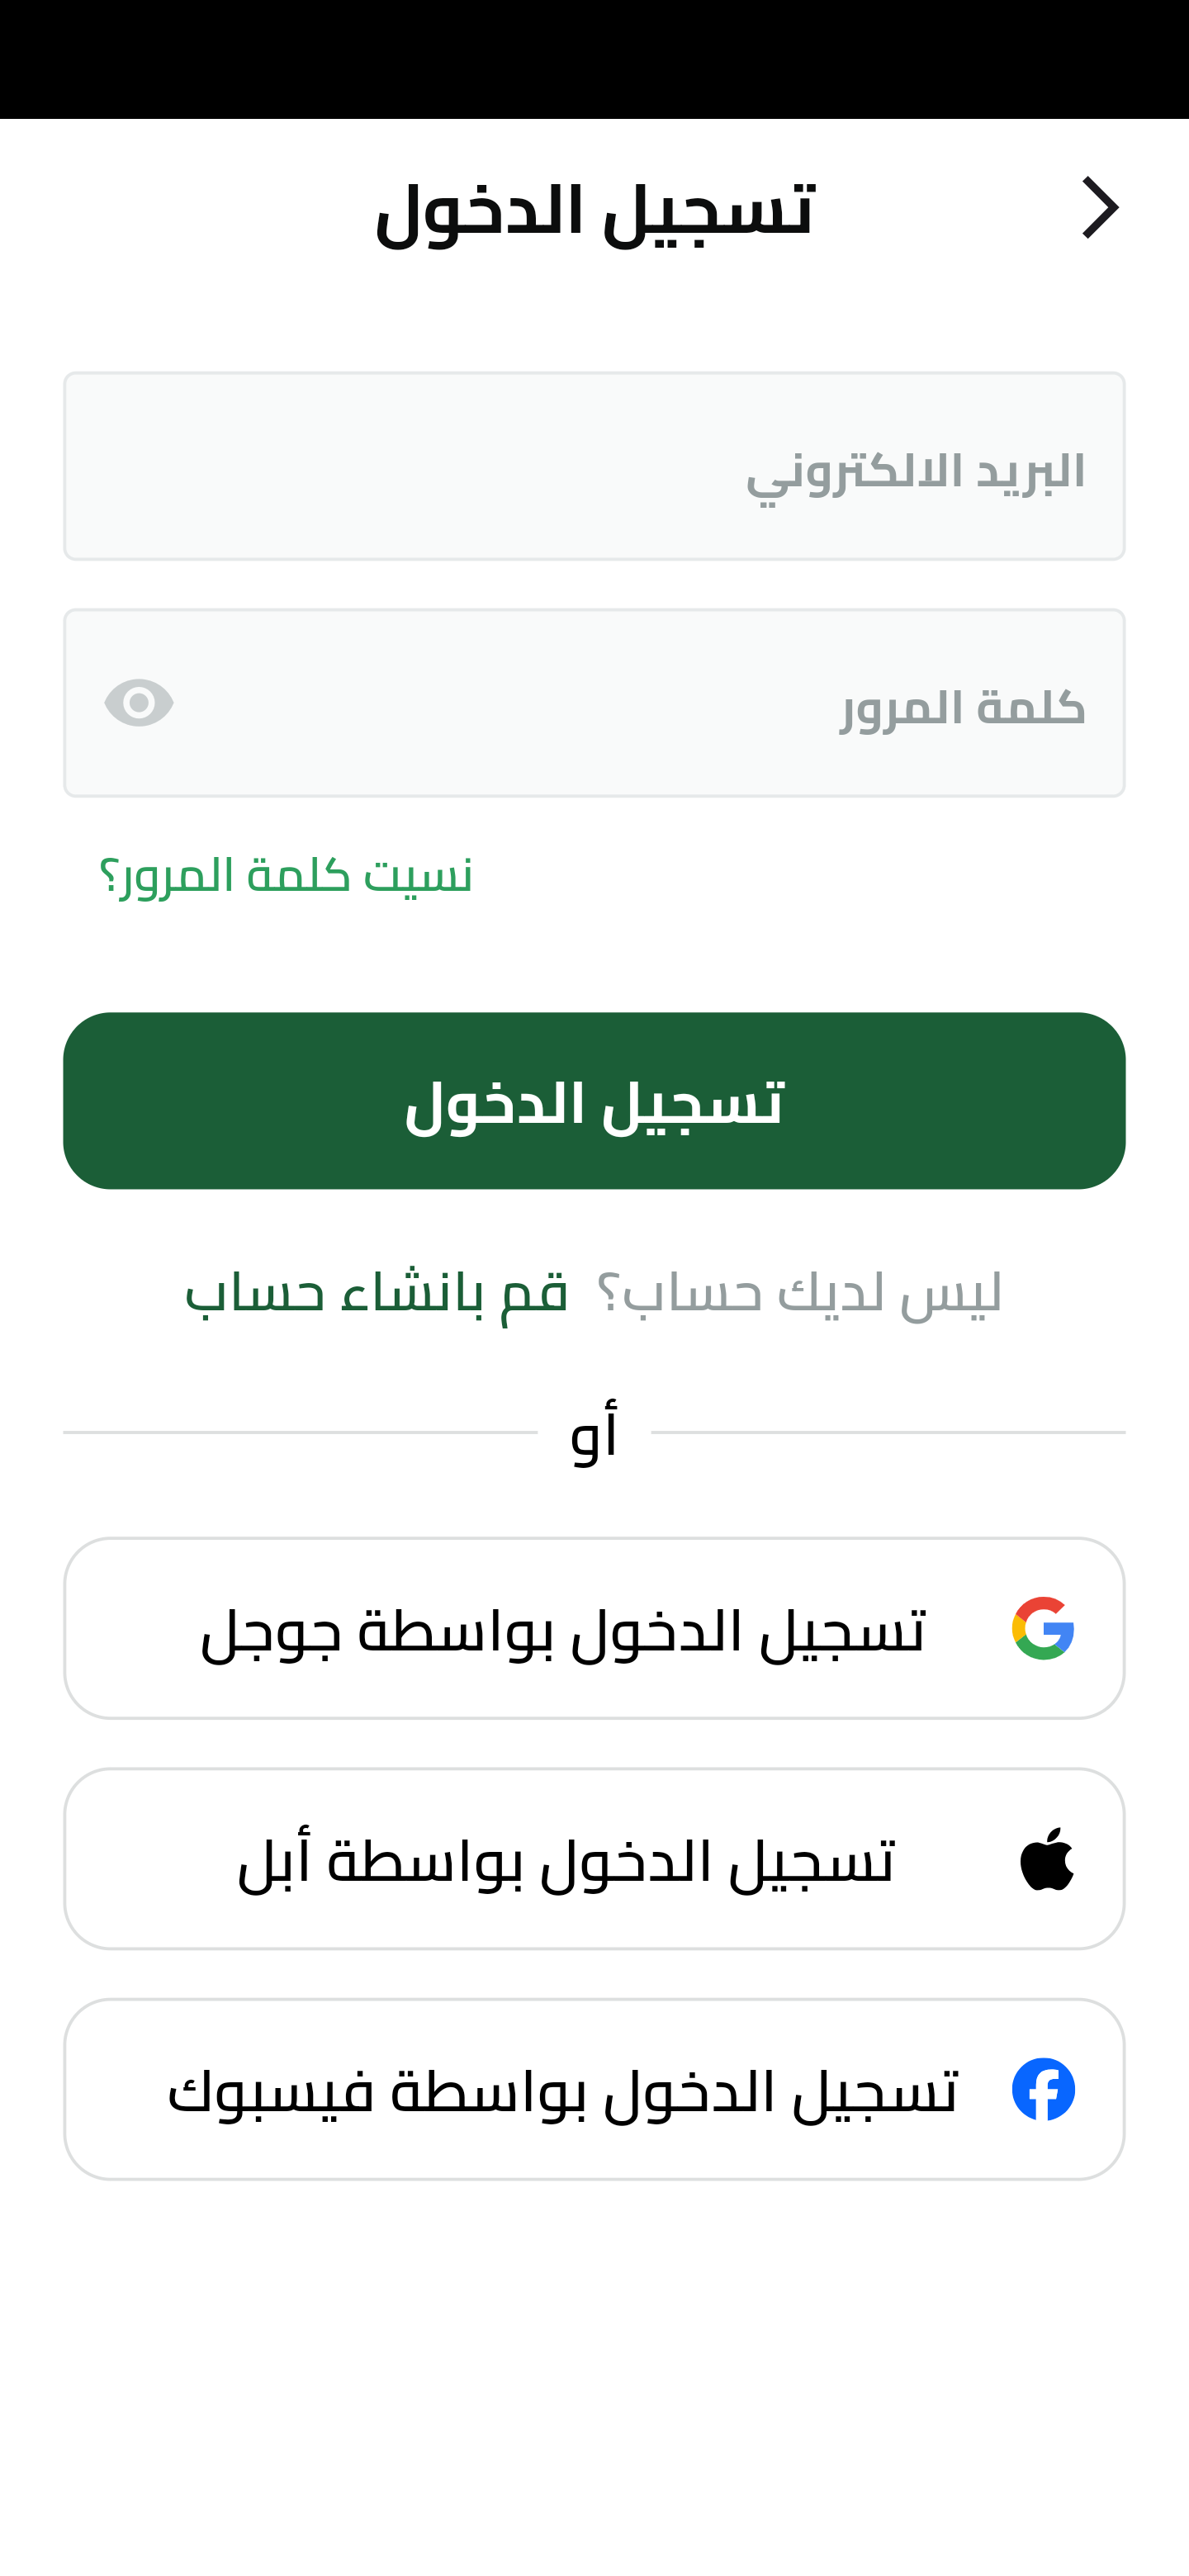 تسجيل الدخول
البريد الالكتروني
كلمة المرور
نسيت كلمة المرور؟
تسجيل الدخول
ليس لديك حساب؟ قم بانشاء حساب
أو
تسجيل الدخول بواسطة جوجل
تسجيل الدخول بواسطة أبل
تسجيل الدخول بواسطة فيسبوك